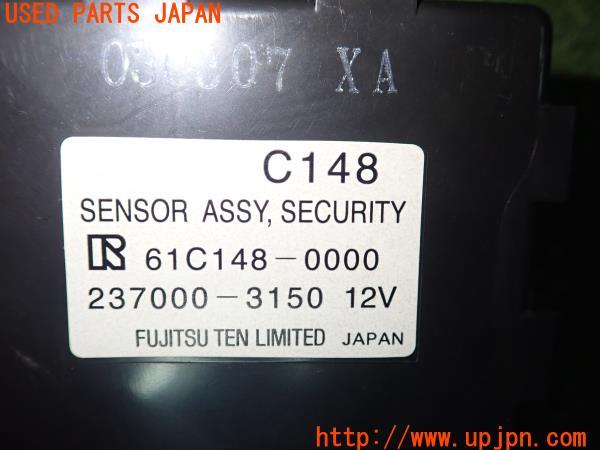 USED PARTS JAPAN
XA
C148
SENSOR ASSY, SECURITY
R 61C148-0000
237000-3150 12V
FUJITSU TEN LIMITED JAPAN
UPJ
http://www.upjpn.com/